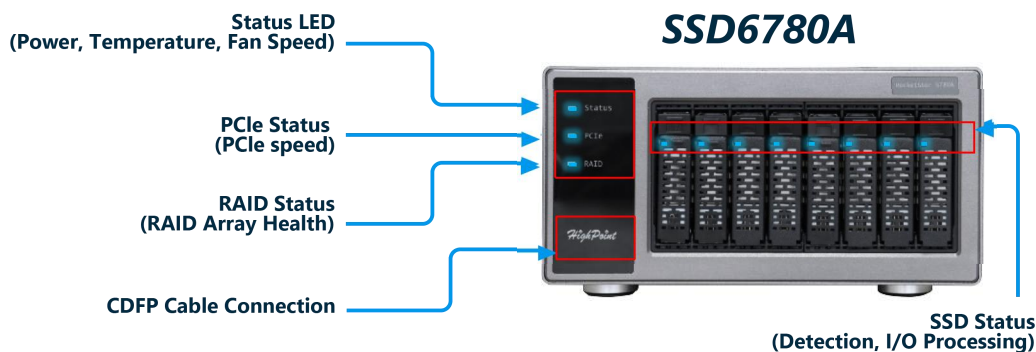 SSD6780A
Status LED
(Power, Temperature, Fan Speed)
PCIe Status
(PCIe speed)
RAID Status
(RAID Array Health)
CDFP Cable Connection
Status
PCIe
RAID
HighPoint
SSD Status
(Detection, I/O Processing)